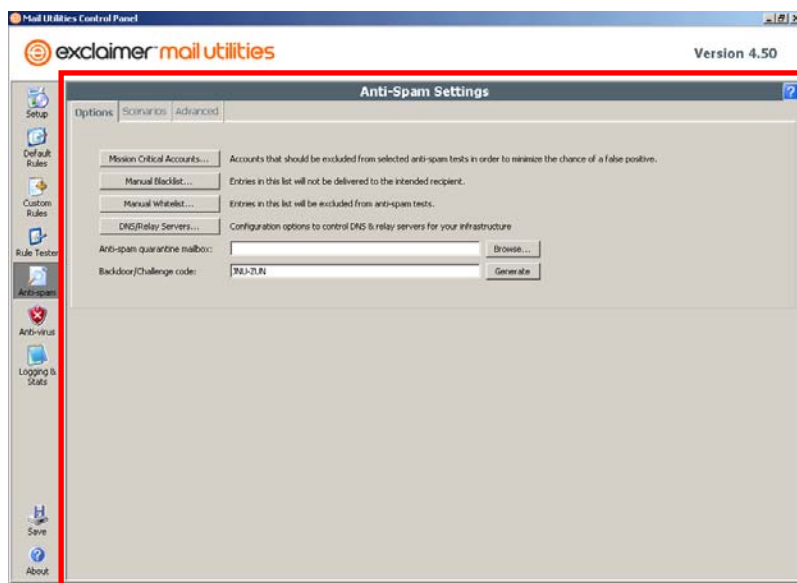 Mail Utilities Control Panel
exclaimer mail utilities
Version 4.50
Anti-Spam Settings
Options Scenarios Advanced
Setup
Default Rules
Custom Rules
Rule Tester
Anti-spam
Anti-virus
Logging & Stats
Save
About
Mission Critical Accounts... Accounts that should be excluded from selected anti-spam tests in order to minimize the chance of a false positive.
Manual Blacklist... Entries in this list will not be delivered to the intended recipient.
Manual Whitelist... Entries in this list will be excluded from anti-spam tests.
DNS/Relay Servers... Configuration options to control DNS & relay servers for your infrastructure
Anti-spam quarantine mailbox: Browse...
Backdoor/Challenge code: JNU-ZUN Generate